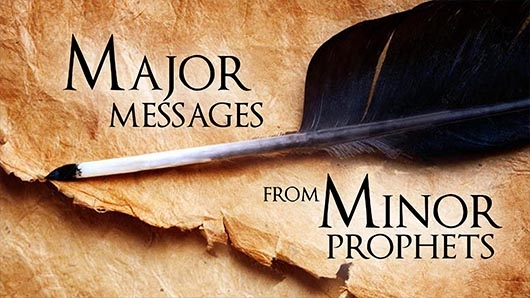 MAJOR
MESSAGES
FROM MINOR
PROPHETS